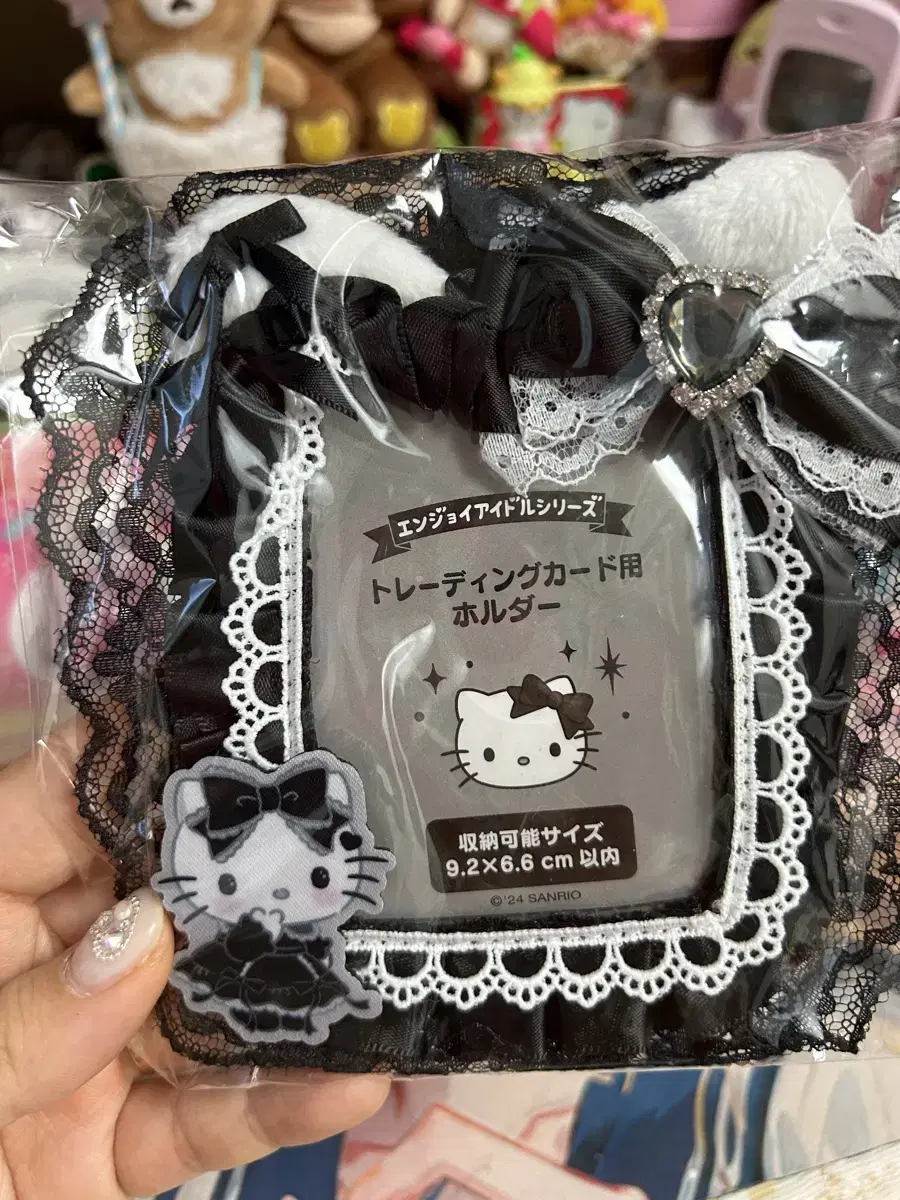 エンジョイアイドルシリーズ
トレーディングカード用
ホルダー
収納可能サイズ
9.2×6.6 cm 以内
© '24 SANRIO